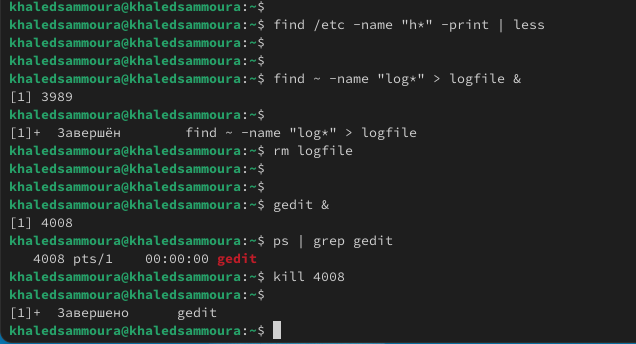 khaledsammoura@khaledsammoura:~$
khaledsammoura@khaledsammoura:~$ find /etc -name "h*" -print | less
khaledsammoura@khaledsammoura:~$
khaledsammoura@khaledsammoura:~$
khaledsammoura@khaledsammoura:~$ find ~ -name "log*" > logfile &
[1] 3989
khaledsammoura@khaledsammoura:~$
[1]+  Завершён        find ~ -name "log*" > logfile
khaledsammoura@khaledsammoura:~$ rm logfile
khaledsammoura@khaledsammoura:~$
khaledsammoura@khaledsammoura:~$
khaledsammoura@khaledsammoura:~$ gedit &
[1] 4008
khaledsammoura@khaledsammoura:~$ ps | grep gedit
   4008 pts/1    00:00:00 gedit
khaledsammoura@khaledsammoura:~$ kill 4008
khaledsammoura@khaledsammoura:~$
[1]+  Завершено      gedit
khaledsammoura@khaledsammoura:~$